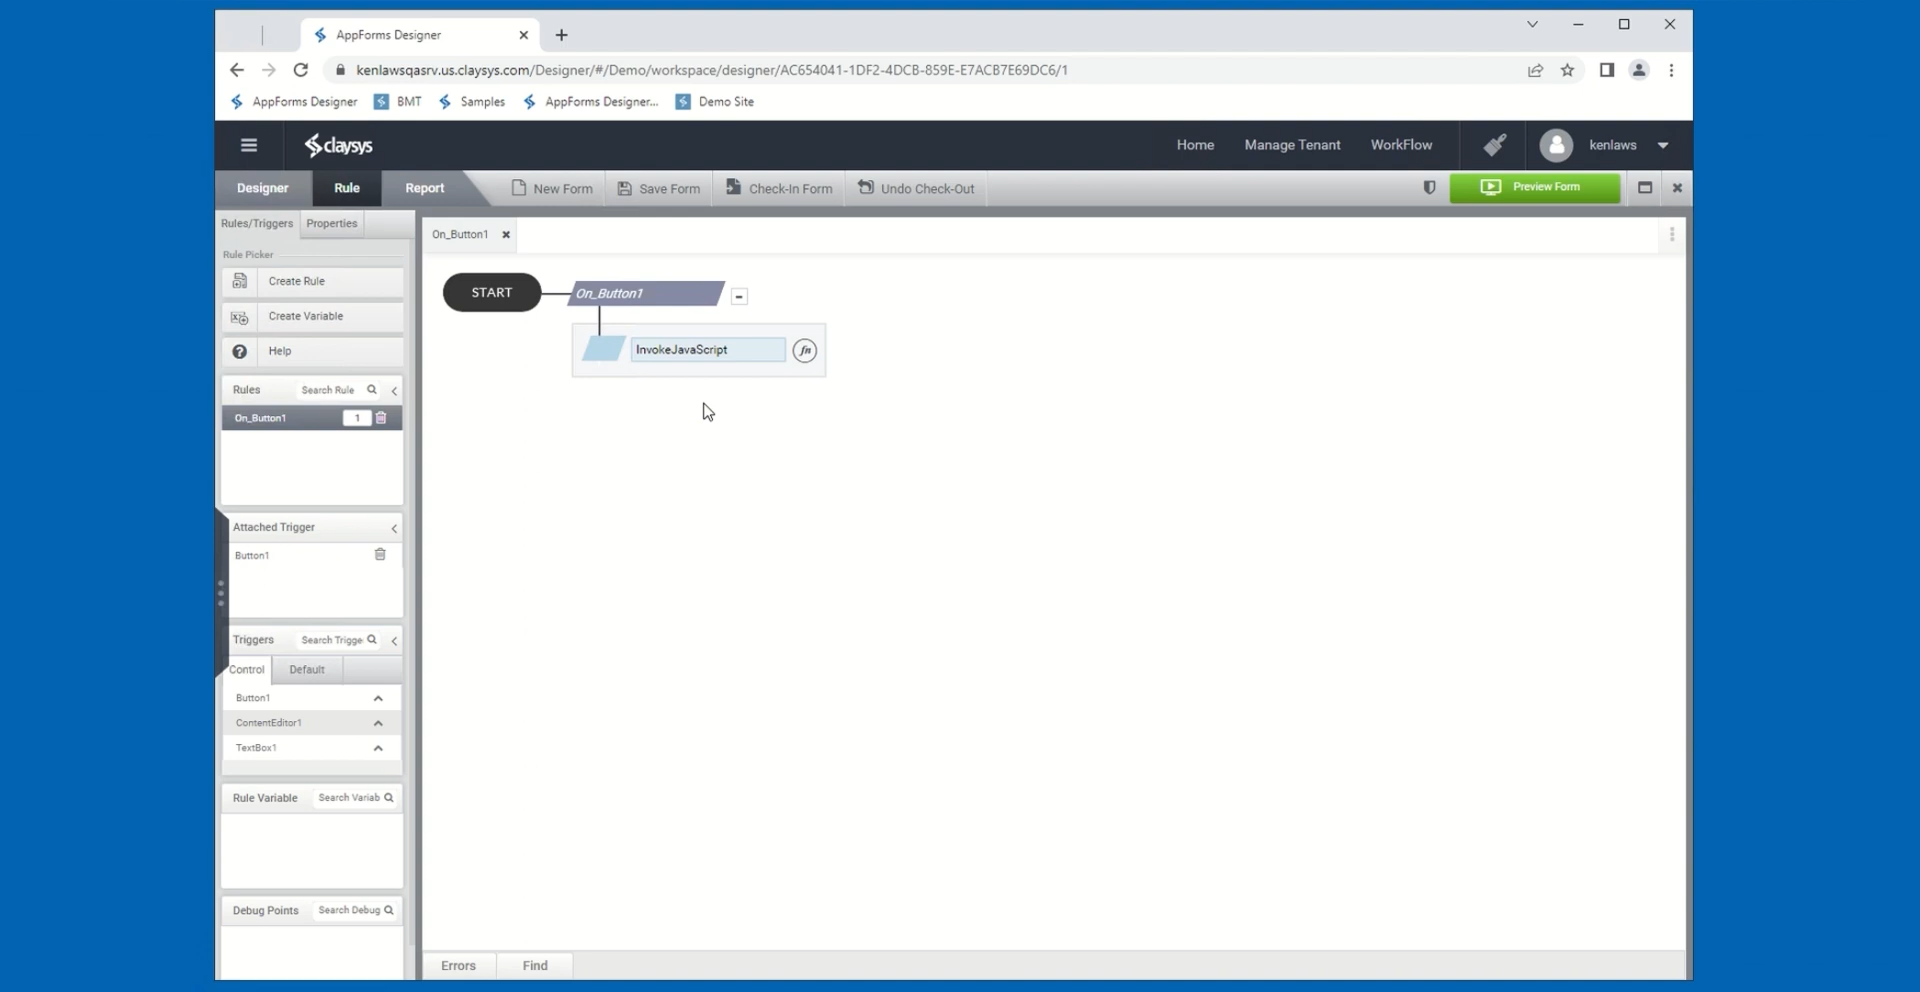 AppForms Designer
kenlawsqasrv.us.claysys.com/Designer/#/Demo/workspace/designer/AC654041-1DF2-4DCB-859E-E7ACB7E69DC6/1
AppForms Designer BMT Samples AppForms Designer... Demo Site
claysys Home Manage Tenant WorkFlow kenlaws
Designer Rule Report New Form Save Form Check-In Form Undo Check-Out Preview Form
Rules/Triggers Properties
On_Button1
Rule Picker
Create Rule
START On_Button1
Create Variable
Help
InvokeJavaScript fn
Rules Search Rule
On_Button1 1
Attached Trigger
Button1
Triggers Search Trigge
Control Default
Button1
ContentEditor1
TextBox1
Rule Variable Search Variab
Debug Points Search Debug
Errors Find